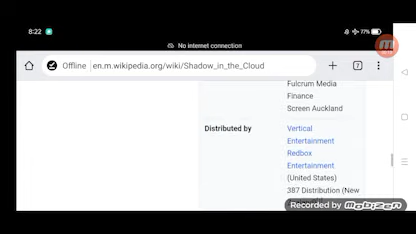 8:22
77%
No internet connection
Offline en.m.wikipedia.org/wiki/Shadow_in_the_Cloud
7
Fulcrum Media
Finance
Screen Auckland
Distributed by
Vertical
Entertainment
Redbox
Entertainment
(United States)
387 Distribution (New
Recorded by Mobizen